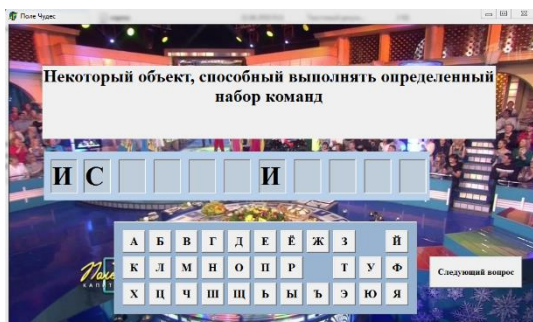 Поле Чудес
Некоторый объект, способный выполнять определенный
набор команд
И С И
А Б В Г Д Е Ё Ж З Й
К Л М Н О П Р Т У Ф
Х Ц Ч Ш Щ Ь Ы Ъ Э Ю Я
Следующий вопрос